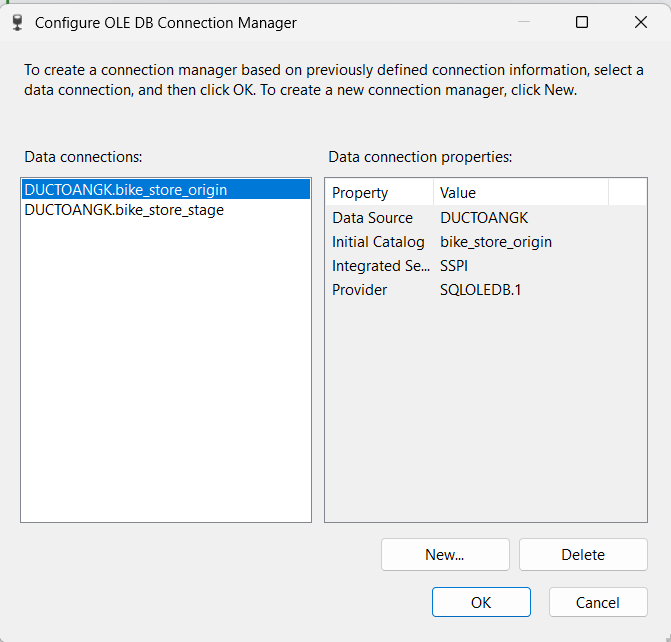 Configure OLE DB Connection Manager
To create a connection manager based on previously defined connection information, select a
data connection, and then click OK. To create a new connection manager, click New.
Data connections:
DUCTOANGK.bike_store_origin
DUCTOANGK.bike_store_stage
Data connection properties:
Property Value
Data Source DUCTOANGK
Initial Catalog bike_store_origin
Integrated Se... SSPI
Provider SQLOLEDB.1
New... Delete
OK Cancel